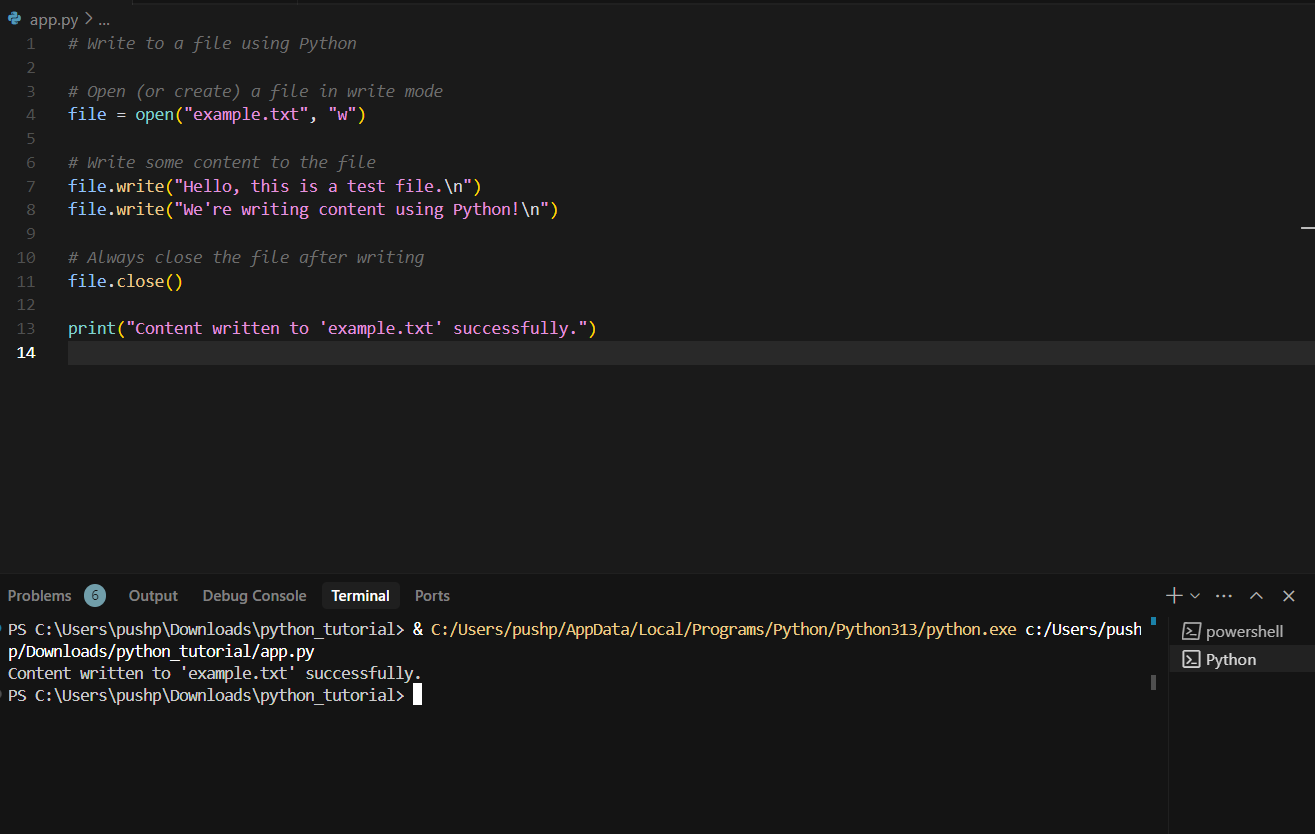 app.py > ...
1 # Write to a file using Python
2
3 # Open (or create) a file in write mode
4 file = open("example.txt", "w")
5
6 # Write some content to the file
7 file.write("Hello, this is a test file.\n")
8 file.write("We're writing content using Python!\n")
9
10 # Always close the file after writing
11 file.close()
12
13 print("Content written to 'example.txt' successfully.")
14
Problems 6 Output Debug Console Terminal Ports
PS C:\Users\pushp\Downloads\python_tutorial> & C:/Users/pushp/AppData/Local/Programs/Python/Python313/python.exe c:/Users/push
p/Downloads/python_tutorial/app.py
Content written to 'example.txt' successfully.
PS C:\Users\pushp\Downloads\python_tutorial>
powershell
Python